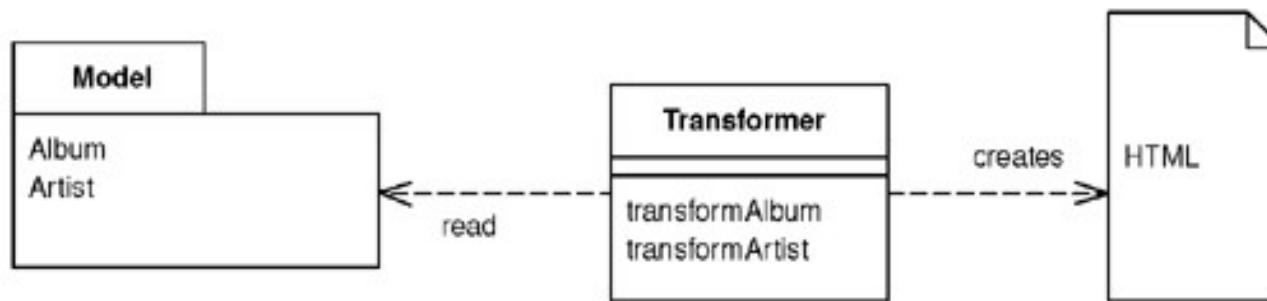 Model
Album
Artist
read
Transformer
transformAlbum
transformArtist
creates
HTML